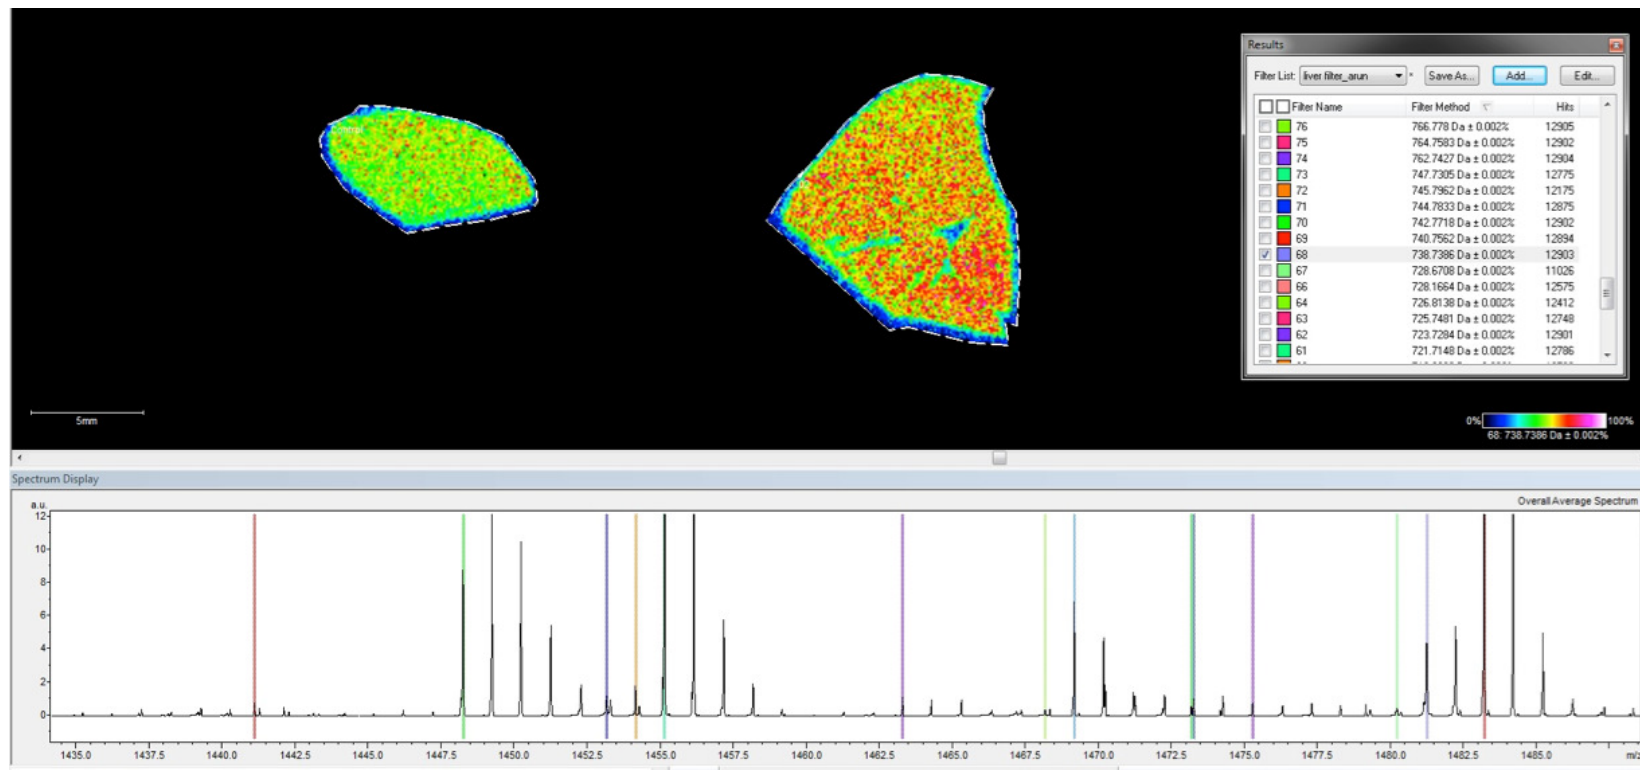 Results
Filter List: liver filter_arun * Save As... Add... Edit...
Filter Name Filter Method Hits
76 766.778 Da ± 0.002% 12905
75 764.7583 Da ± 0.002% 12902
74 762.7427 Da ± 0.002% 12904
73 747.7305 Da ± 0.002% 12775
72 745.7962 Da ± 0.002% 12175
71 744.7833 Da ± 0.002% 12875
70 742.7718 Da ± 0.002% 12902
69 740.7562 Da ± 0.002% 12894
68 738.7386 Da ± 0.002% 12903
67 728.6708 Da ± 0.002% 11026
66 728.1664 Da ± 0.002% 12575
64 726.8138 Da ± 0.002% 12412
63 725.7481 Da ± 0.002% 12748
62 723.7284 Da ± 0.002% 12901
61 721.7148 Da ± 0.002% 12786
Control
5mm
0% 100%
68: 738.7386 Da ± 0.002%
Spectrum Display
a.u. Overall Average Spectrum
12
10
8
6
4
2
0
1435.0 1437.5 1440.0 1442.5 1445.0 1447.5 1450.0 1452.5 1455.0 1457.5 1460.0 1462.5 1465.0 1467.5 1470.0 1472.5 1475.0 1477.5 1480.0 1482.5 1485.0